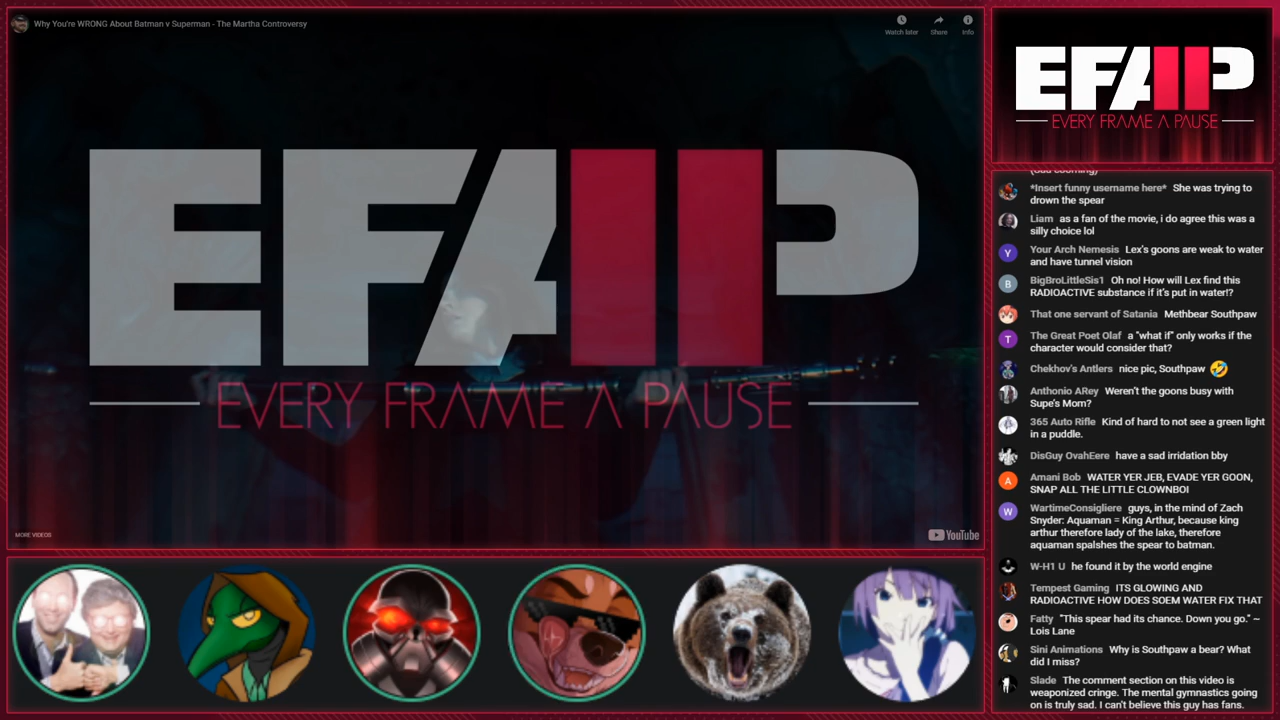 Why You're WRONG About Batman v Superman - The Martha Controversy
Watch later
Share
Info
EFAP
EVERY FRAME A PAUSE
MORE VIDEOS
YouTube
EFAP
EVERY FRAME A PAUSE
*Insert funny username here* She was trying to
drown the spear
Liam as a fan of the movie, i do agree this was a
silly choice lol
Y
Your Arch Nemesis Lex's goons are weak to water
and have tunnel vision
B
BigBroLittleSis1 Oh no! How will Lex find this
RADIOACTIVE substance if it's put in water!?
That one servant of Satania Methbear Southpaw
T
The Great Poet Olaf a "what if" only works if the
character would consider that?
Chekhov's Antlers nice pic, Southpaw 🤣
Anthonio ARey Weren't the goons busy with
Supe's Mom?
365 Auto Rifle Kind of hard to not see a green light
in a puddle.
DisGuy OvahEere have a sad irridation bby
A
Amani Bob WATER YER JEB, EVADE YER GOON,
SNAP ALL THE LITTLE CLOWNBOI
W
WartimeConsigliere guys, in the mind of Zach
Snyder: Aquaman = King Arthur, because king
arthur therefore lady of the lake, therefore
aquaman spalshes the spear to batman.
W-H1 U he found it by the world engine
Tempest Gaming ITS GLOWING AND
RADIOACTIVE HOW DOES SOEM WATER FIX THAT
Fatty "This spear had its chance. Down you go." ~
Lois Lane
Sini Animations Why is Southpaw a bear? What
did I miss?
Slade The comment section on this video is
weaponized cringe. The mental gymnastics going
on is truly sad. I can't believe this guy has fans.